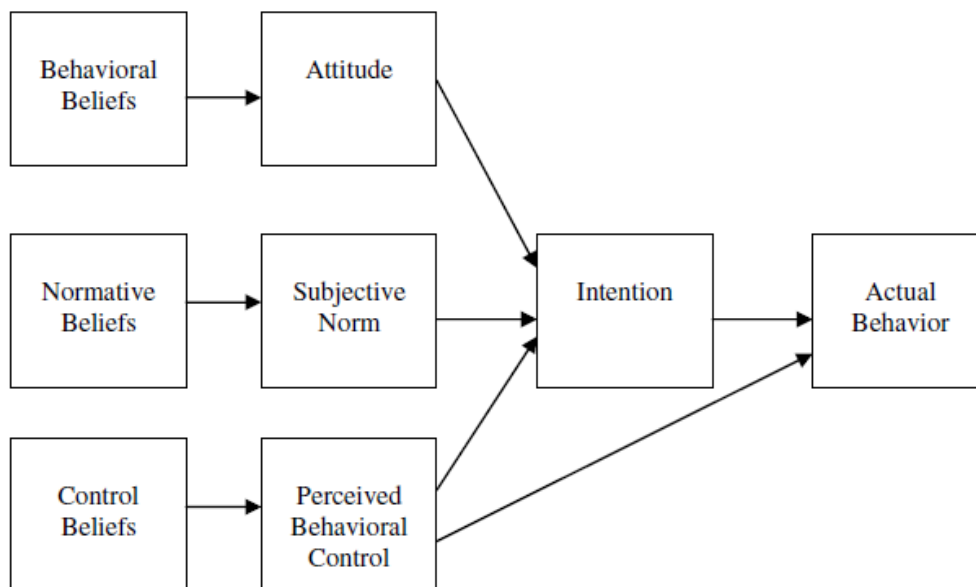 Behavioral
Beliefs
Attitude
Normative
Beliefs
Subjective
Norm
Intention
Actual
Behavior
Control
Beliefs
Perceived
Behavioral
Control